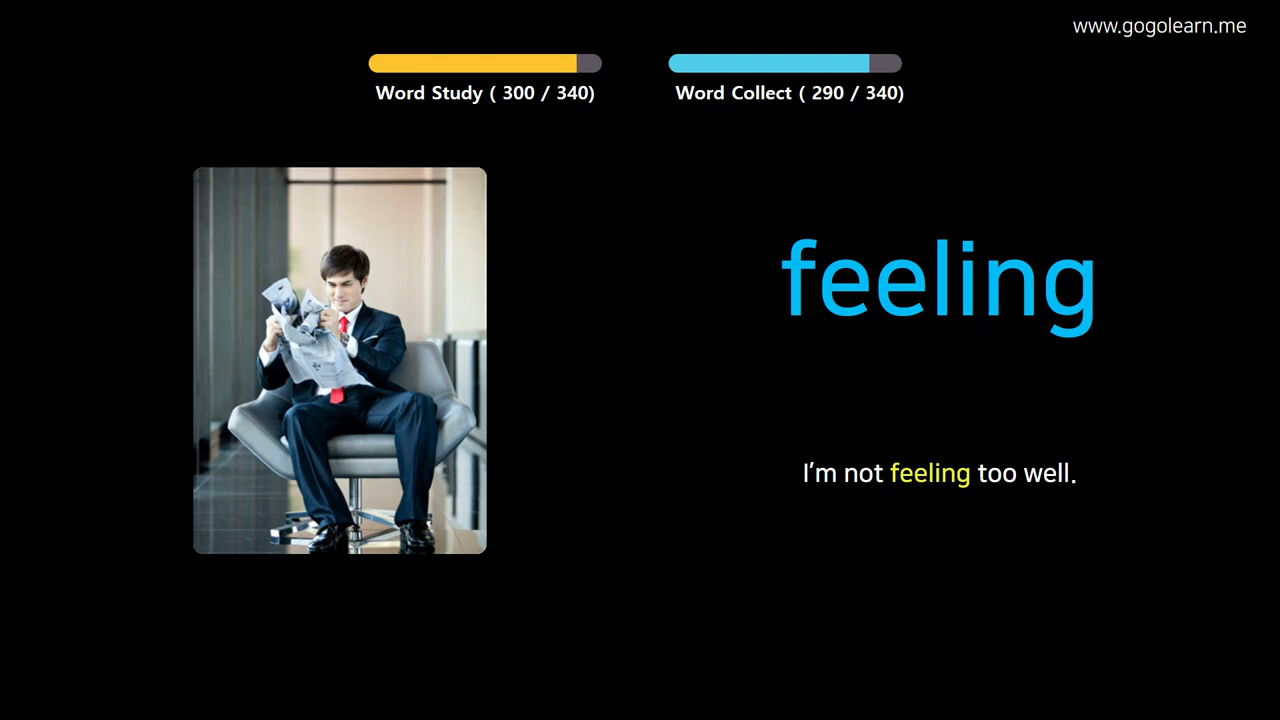 www.gogolearn.me
Word Study ( 300 / 340)
Word Collect ( 290 / 340)
feeling
I'm not feeling too well.